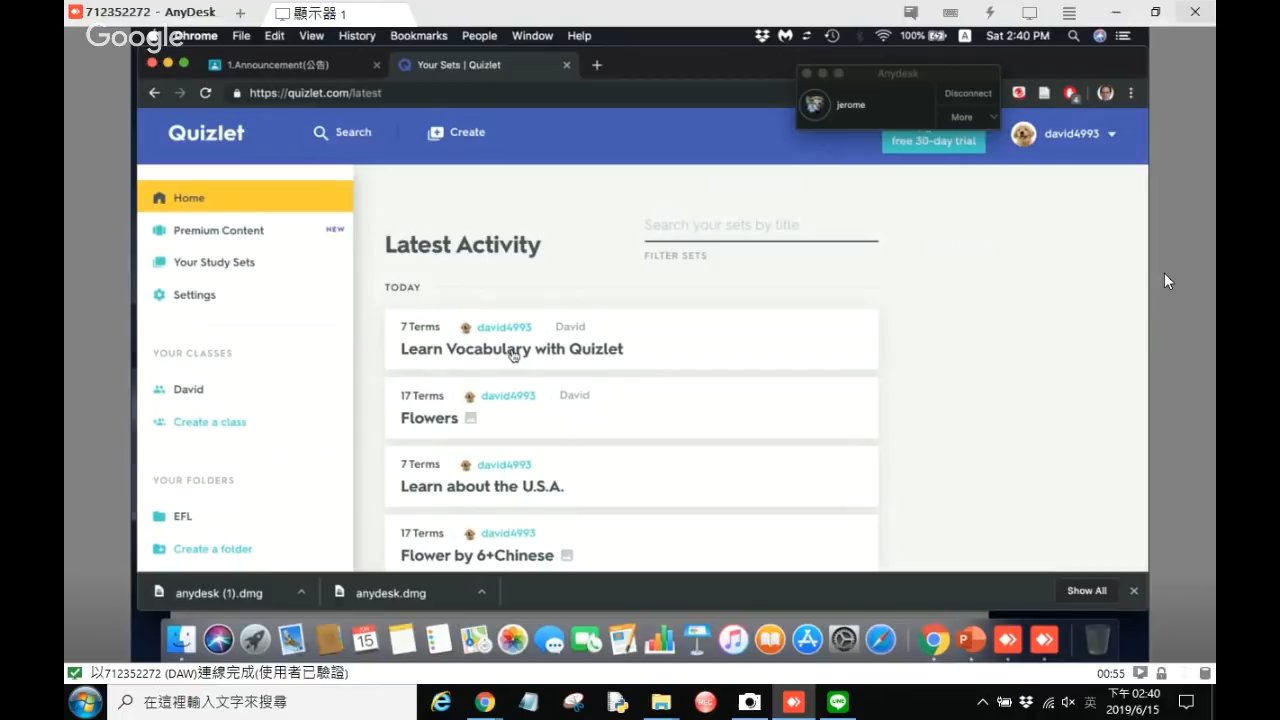 712352272 - AnyDesk
顯示器 1
Google
Chrome File Edit View History Bookmarks People Window Help
100% A Sat 2:40 PM
1.Announcement(公告)
Your Sets | Quizlet
Anydesk
https://quizlet.com/latest
jerome
Disconnect
More
Quizlet
Search
Create
free 30-day trial
david4993
Home
Premium Content NEW
Your Study Sets
Settings
YOUR CLASSES
David
Create a class
YOUR FOLDERS
EFL
Create a folder
Latest Activity
Search your sets by title
FILTER SETS
TODAY
7 Terms david4993 David
Learn Vocabulary with Quizlet
17 Terms david4993 David
Flowers
7 Terms david4993
Learn about the U.S.A.
17 Terms david4993
Flower by 6+Chinese
anydesk (1).dmg
anydesk.dmg
Show All
15
以712352272 (DAW)連線完成(使用者已驗證)
00:55
在這裡輸入文字來搜尋
REC
LINE
英
下午 02:40
2019/6/15